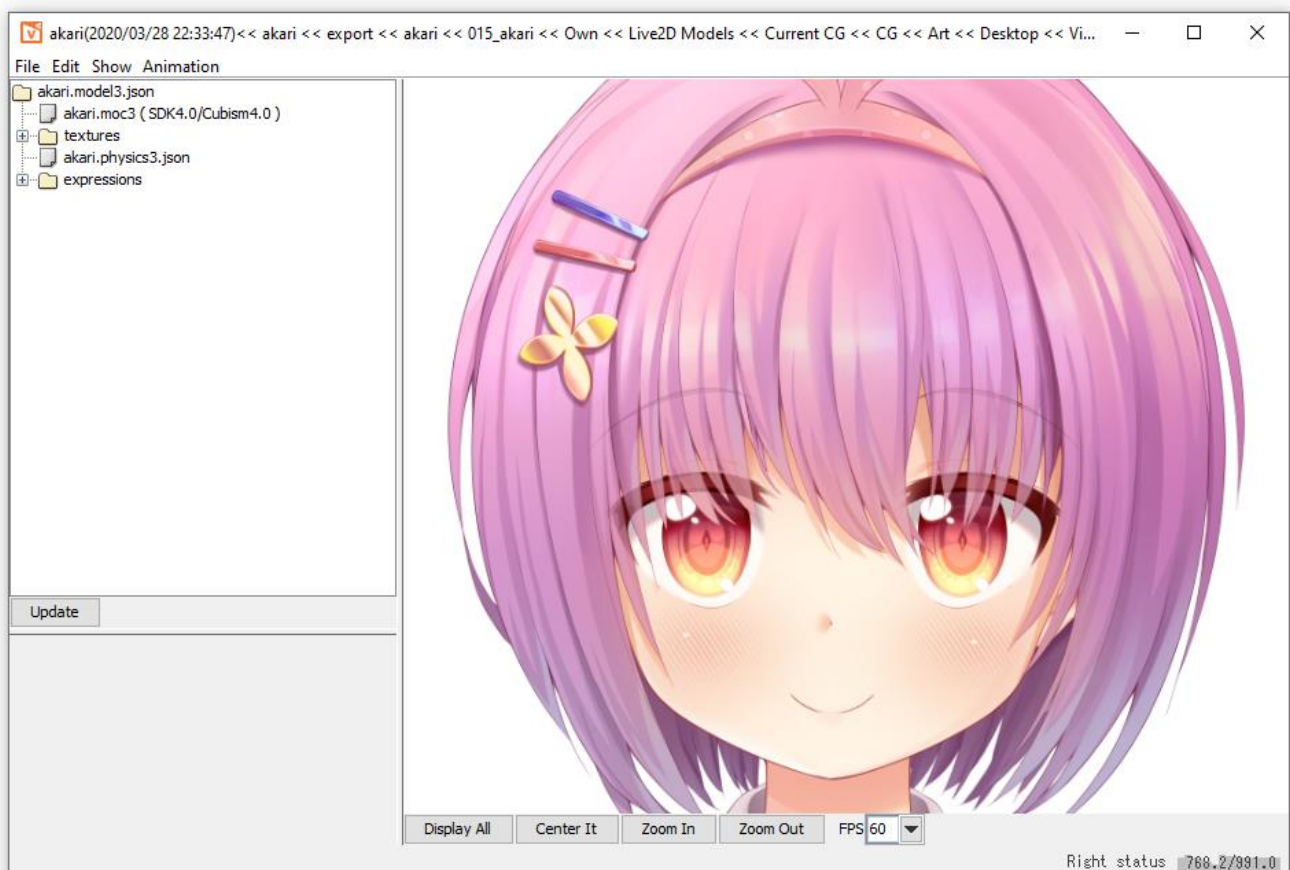 akari(2020/03/28 22:33:47)<< akari << export << akari << 015_akari << Own << Live2D Models << Current CG << CG << Art << Desktop << Vi...
File Edit Show Animation
akari.model3.json
akari.moc3 ( SDK4.0/Cubism4.0 )
textures
akari.physics3.json
expressions
Update
Display All Center It Zoom In Zoom Out FPS 60
Right status 768.2/991.0